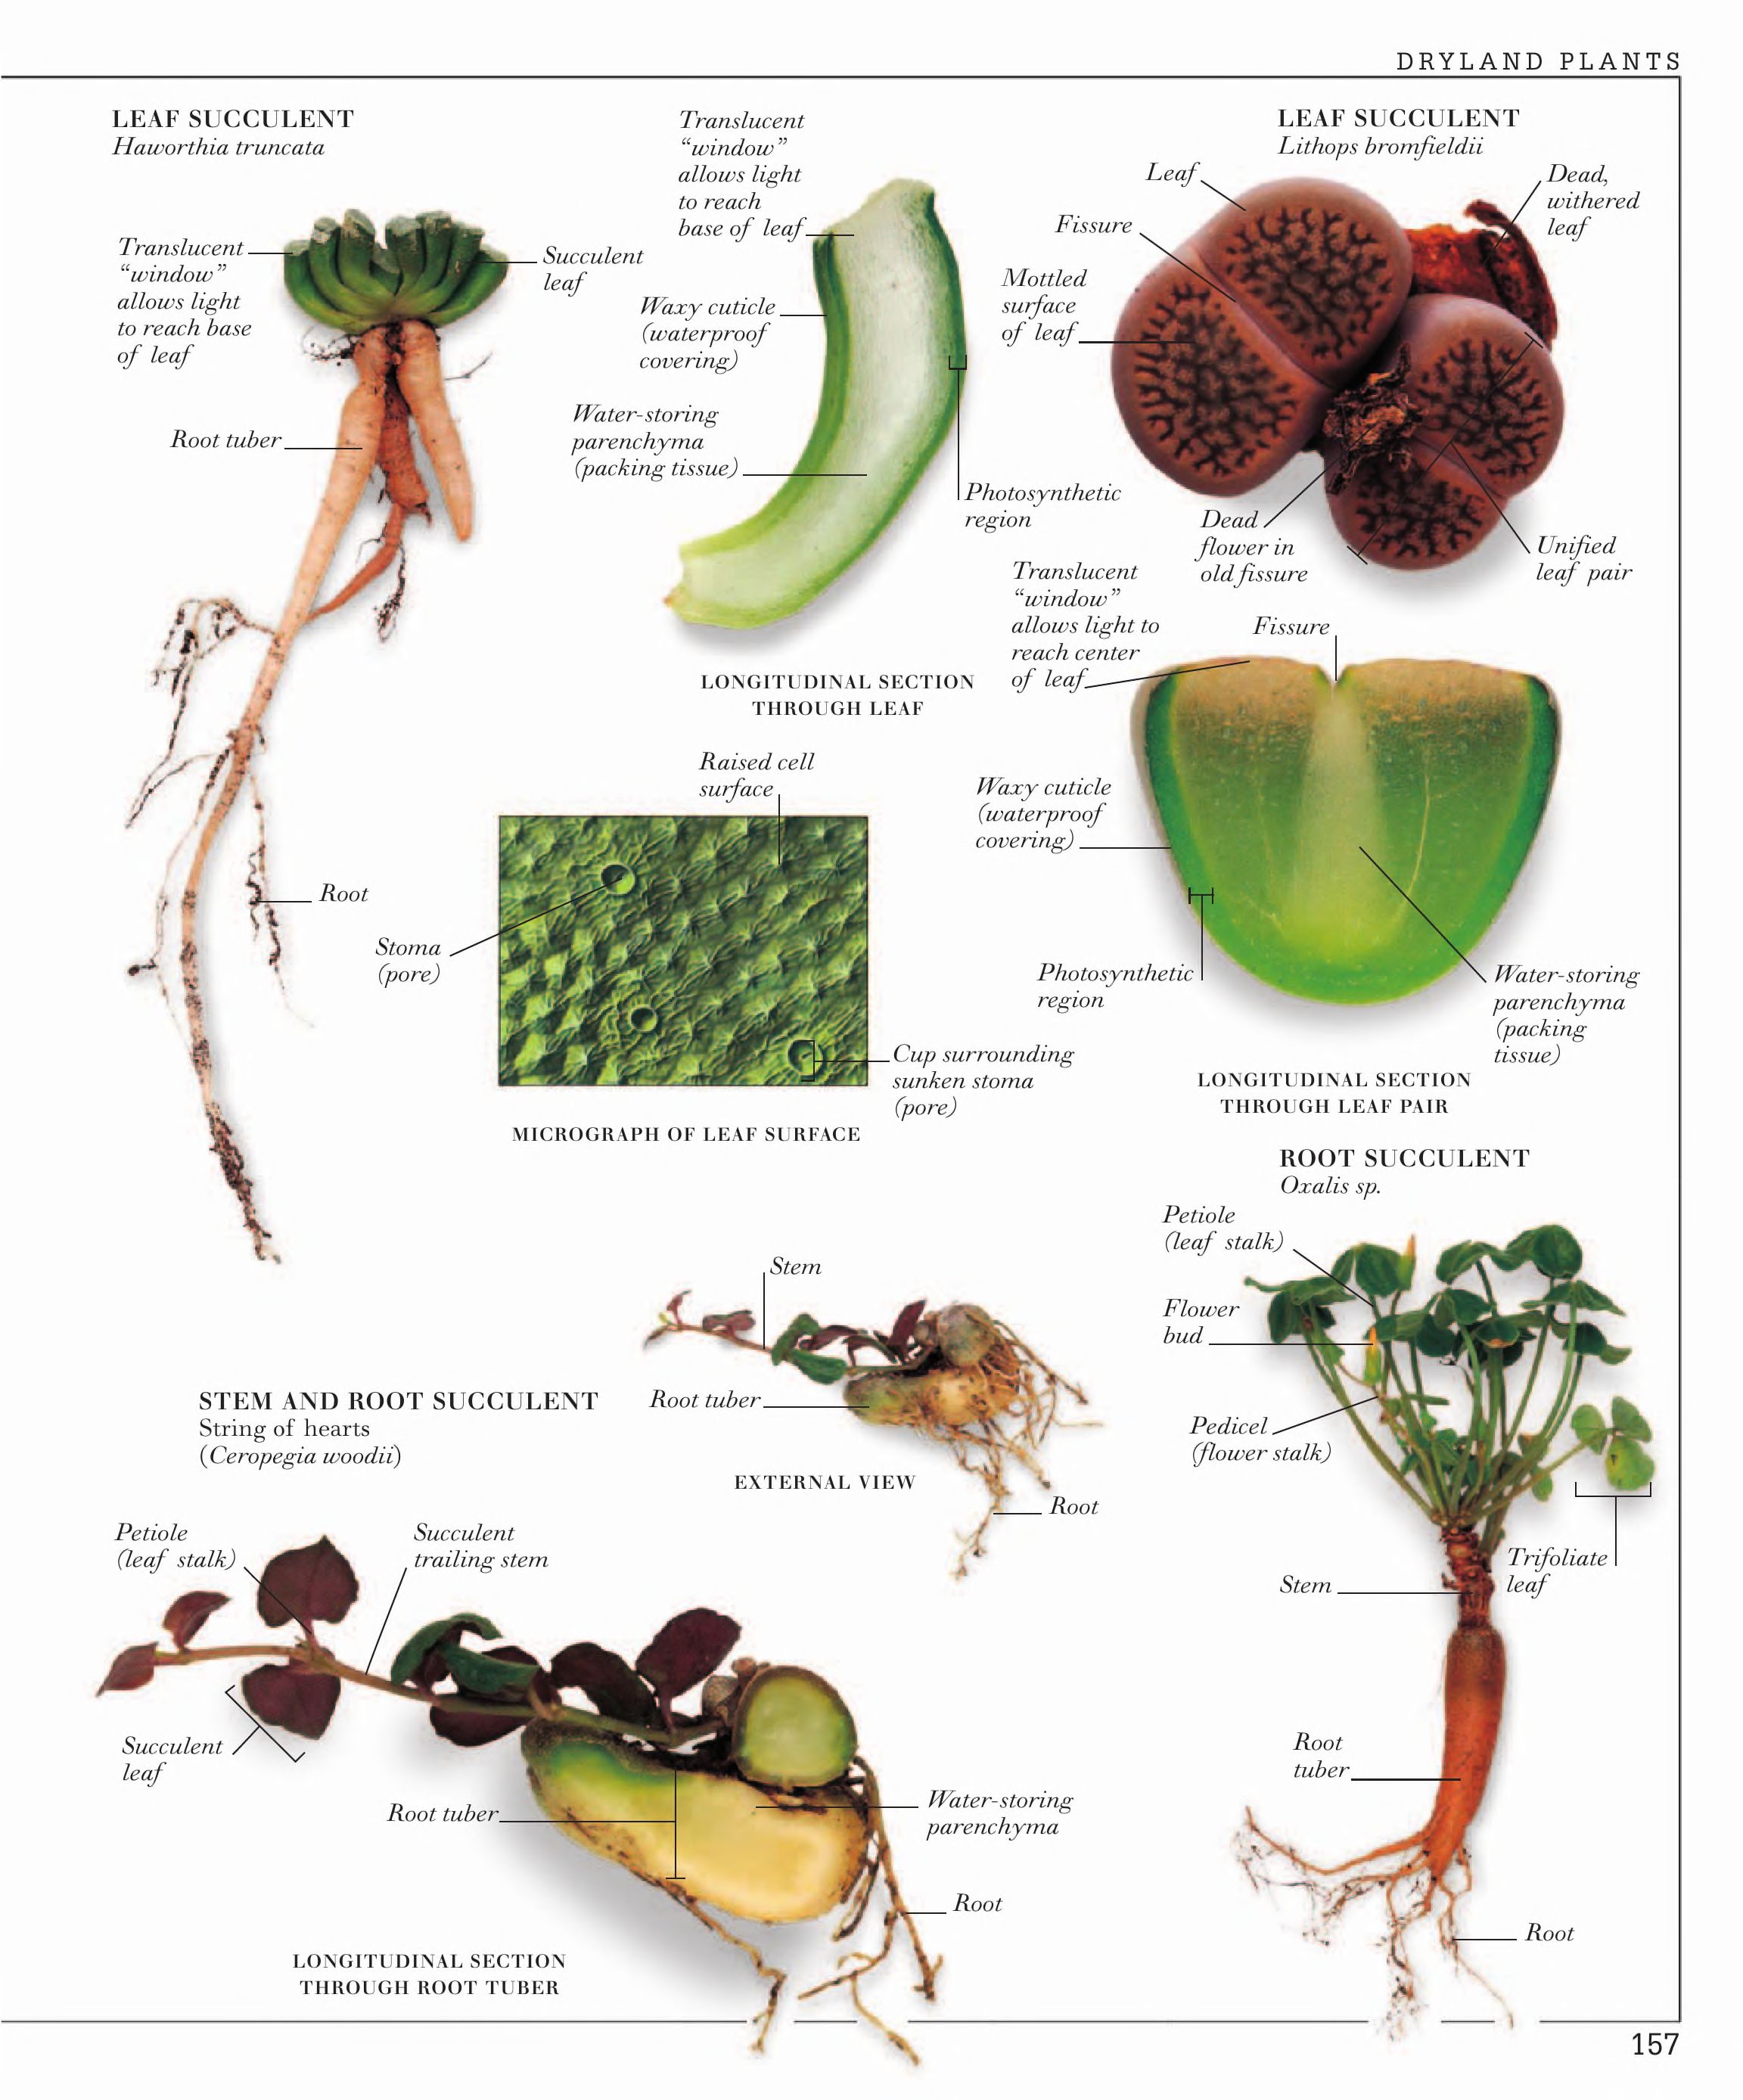 DRYLAND PLANTS
LEAF SUCCULENT
Haworthia truncata
Translucent
“window”
allows light
to reach base
of leaf
Succulent
leaf
Root tuber
Root
Translucent
“window”
allows light
to reach
base of leaf
Waxy cuticle
(waterproof
covering)
Water-storing
parenchyma
(packing tissue)
Photosynthetic
region
LONGITUDINAL SECTION
THROUGH LEAF
Raised cell
surface
Stoma
(pore)
Cup surrounding
sunken stoma
(pore)
MICROGRAPH OF LEAF SURFACE
LEAF SUCCULENT
Lithops bromfieldii
Leaf
Fissure
Mottled
surface
of leaf
Dead,
withered
leaf
Dead
flower in
old fissure
Unified
leaf pair
Translucent
“window”
allows light to
reach center
of leaf
Fissure
Waxy cuticle
(waterproof
covering)
Photosynthetic
region
Water-storing
parenchyma
(packing
tissue)
LONGITUDINAL SECTION
THROUGH LEAF PAIR
ROOT SUCCULENT
Oxalis sp.
Petiole
(leaf stalk)
Flower
bud
Pedicel
(flower stalk)
Trifoliate
leaf
Stem
Root
tuber
Root
STEM AND ROOT SUCCULENT
String of hearts
(Ceropegia woodii)
Stem
Root tuber
EXTERNAL VIEW
Root
Petiole
(leaf stalk)
Succulent
trailing stem
Succulent
leaf
Root tuber
Water-storing
parenchyma
Root
LONGITUDINAL SECTION
THROUGH ROOT TUBER
157